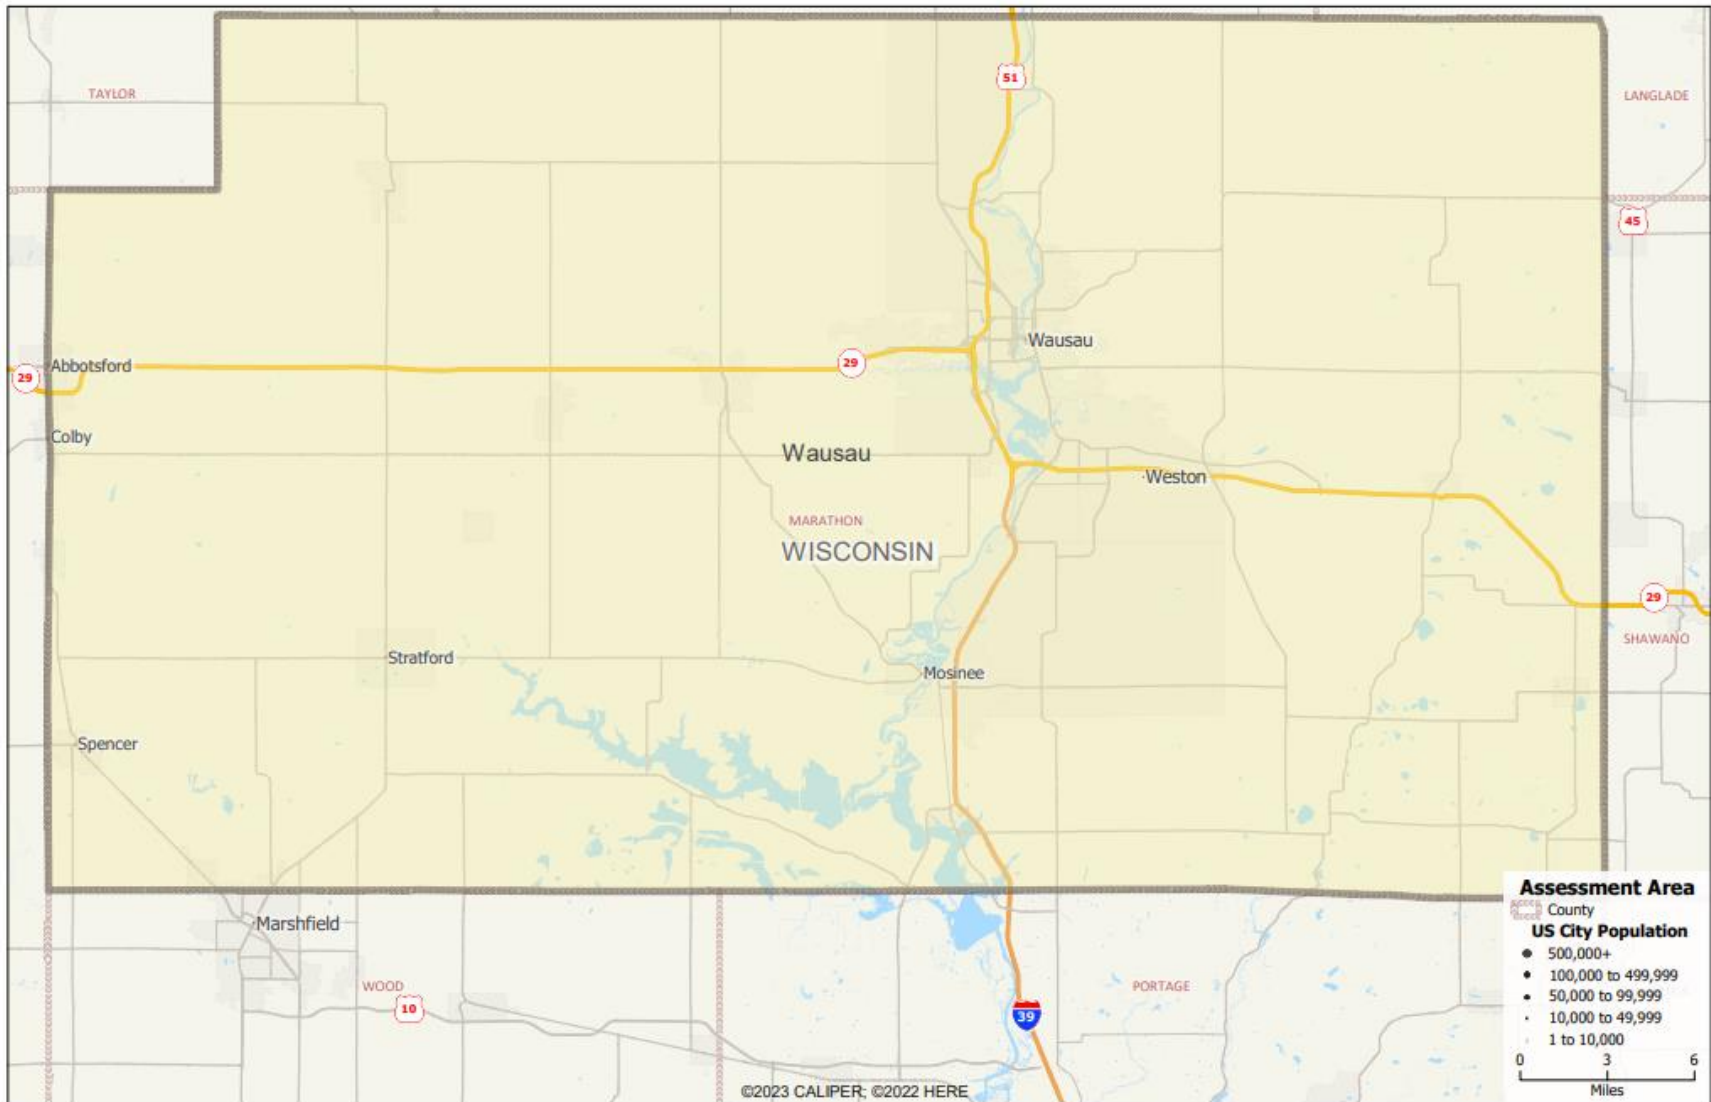 51
TAYLOR
LANGLADE
45
Wausau
29
Abbotsford
29
Colby
Wausau
Weston
MARATHON
WISCONSIN
29
SHAWANO
Stratford
Mosinee
Spencer
Marshfield
WOOD
PORTAGE
10
39
Assessment Area
County
US City Population
500,000+
100,000 to 499,999
50,000 to 99,999
10,000 to 49,999
1 to 10,000
0 3 6
Miles
©2023 CALIPER; ©2022 HERE